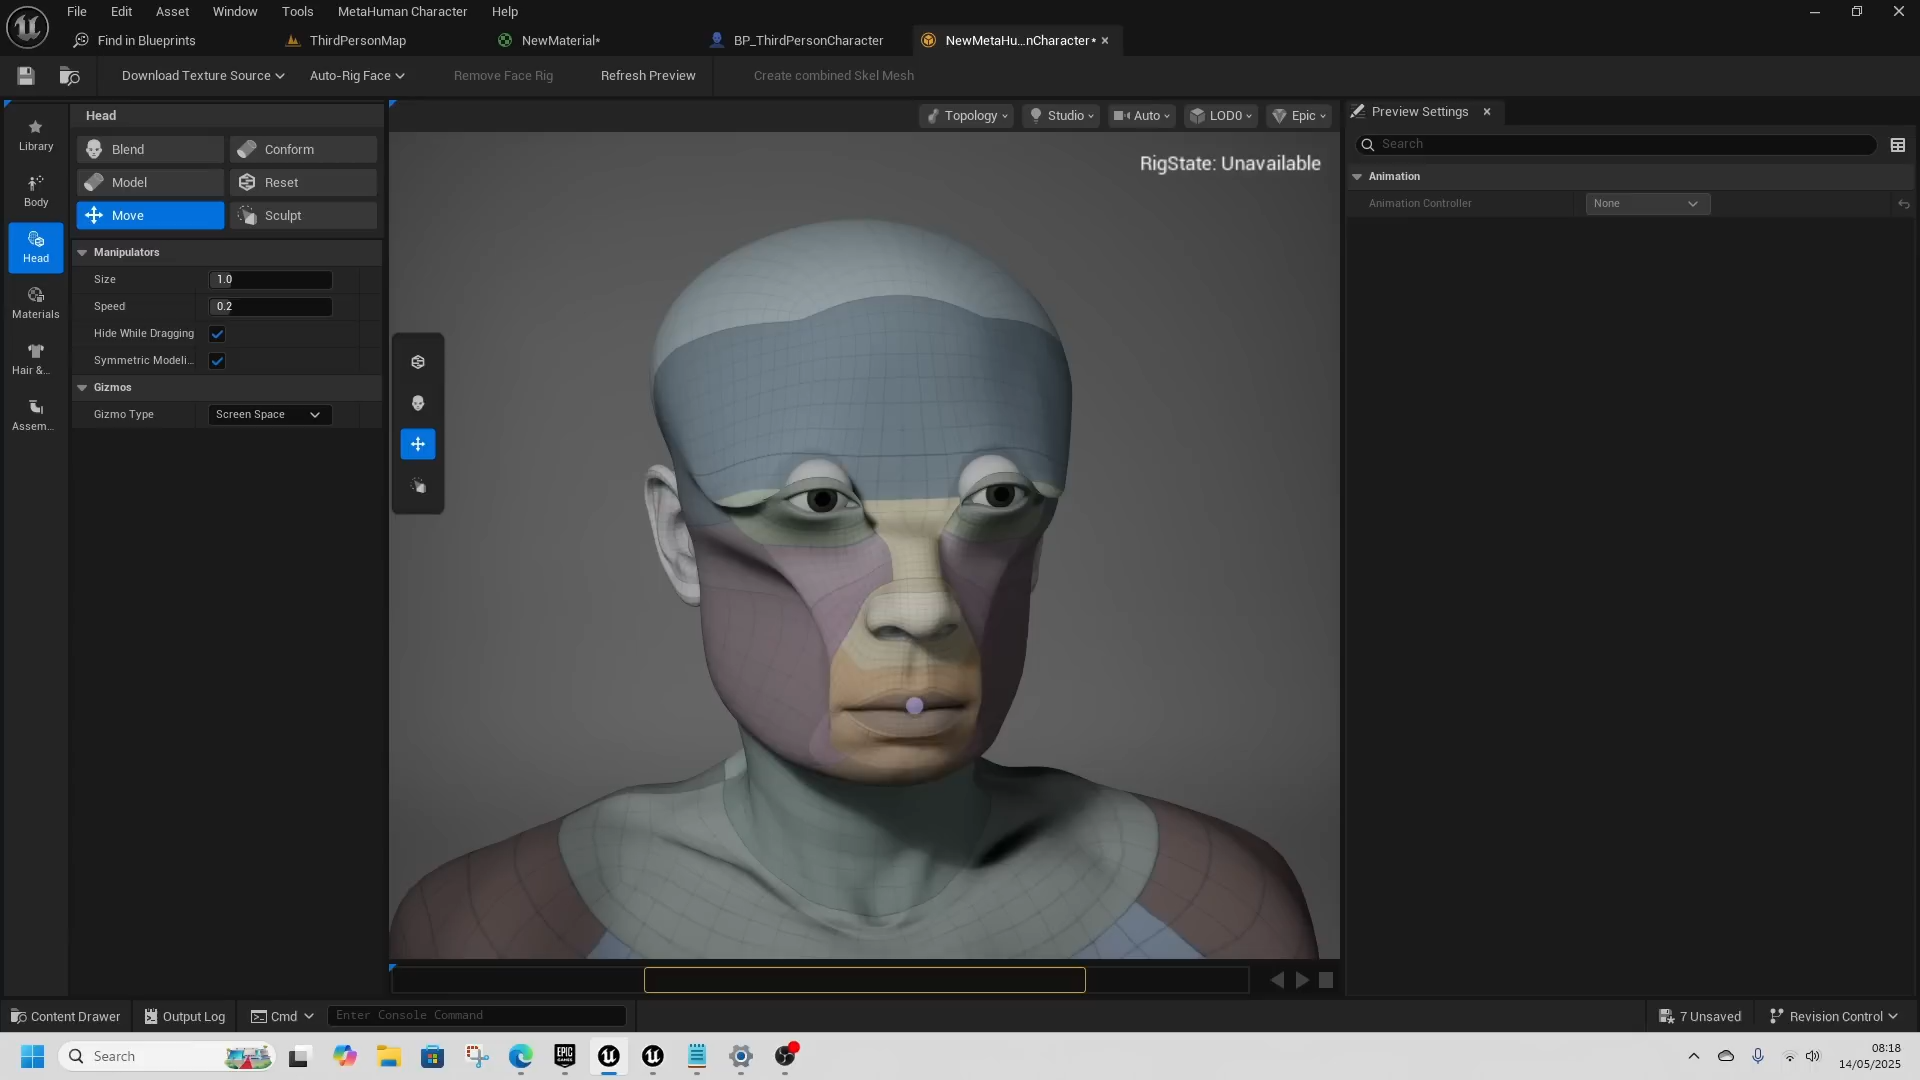 File Edit Asset Window Tools MetaHuman Character Help
Find in Blueprints ThirdPersonMap NewMaterial* BP_ThirdPersonCharacter NewMetaHu...nCharacter*
Download Texture Source Auto-Rig Face Remove Face Rig Refresh Preview Create combined Skel Mesh
Library
Body
Head
Materials
Hair &...
Assem...
Head
Blend Conform
Model Reset
Move Sculpt
Manipulators
Size 1.0
Speed 0.2
Hide While Dragging
Symmetric Modeli...
Gizmos
Gizmo Type Screen Space
Topology Studio Auto LOD0 Epic
RigState: Unavailable
Preview Settings
Search
Animation
Animation Controller None
Content Drawer Output Log Cmd Enter Console Command 7 Unsaved Revision Control
Search
EPIC
GAMES
08:18
14/05/2025